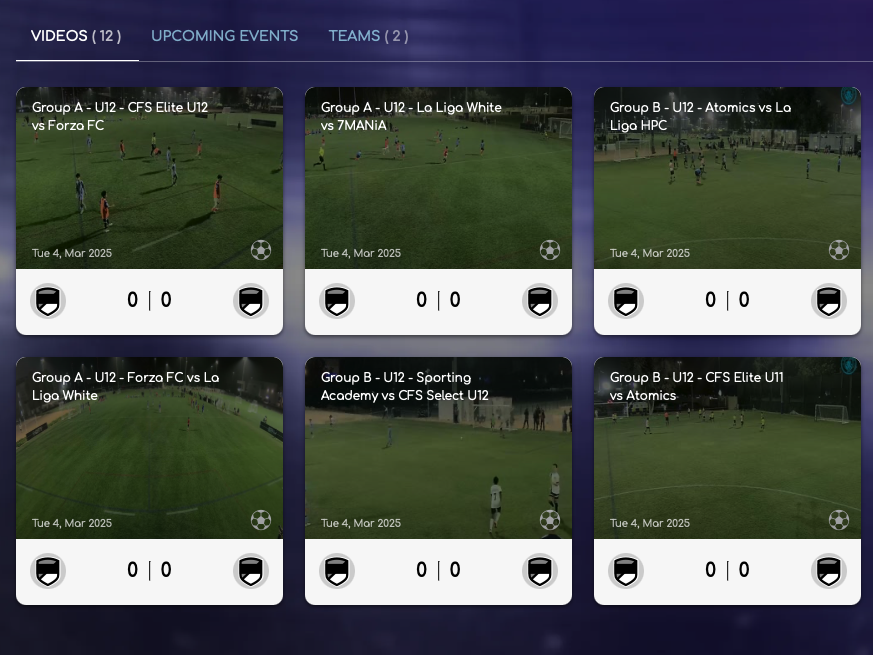 VIDEOS ( 12 ) UPCOMING EVENTS TEAMS ( 2 )
Group A - U12 - CFS Elite U12
vs Forza FC
Tue 4, Mar 2025
0 | 0
Group A - U12 - La Liga White
vs 7MANiA
Tue 4, Mar 2025
0 | 0
Group B - U12 - Atomics vs La
Liga HPC
Tue 4, Mar 2025
0 | 0
Group A - U12 - Forza FC vs La
Liga White
Tue 4, Mar 2025
0 | 0
Group B - U12 - Sporting
Academy vs CFS Select U12
Tue 4, Mar 2025
0 | 0
Group B - U12 - CFS Elite U11
vs Atomics
Tue 4, Mar 2025
0 | 0